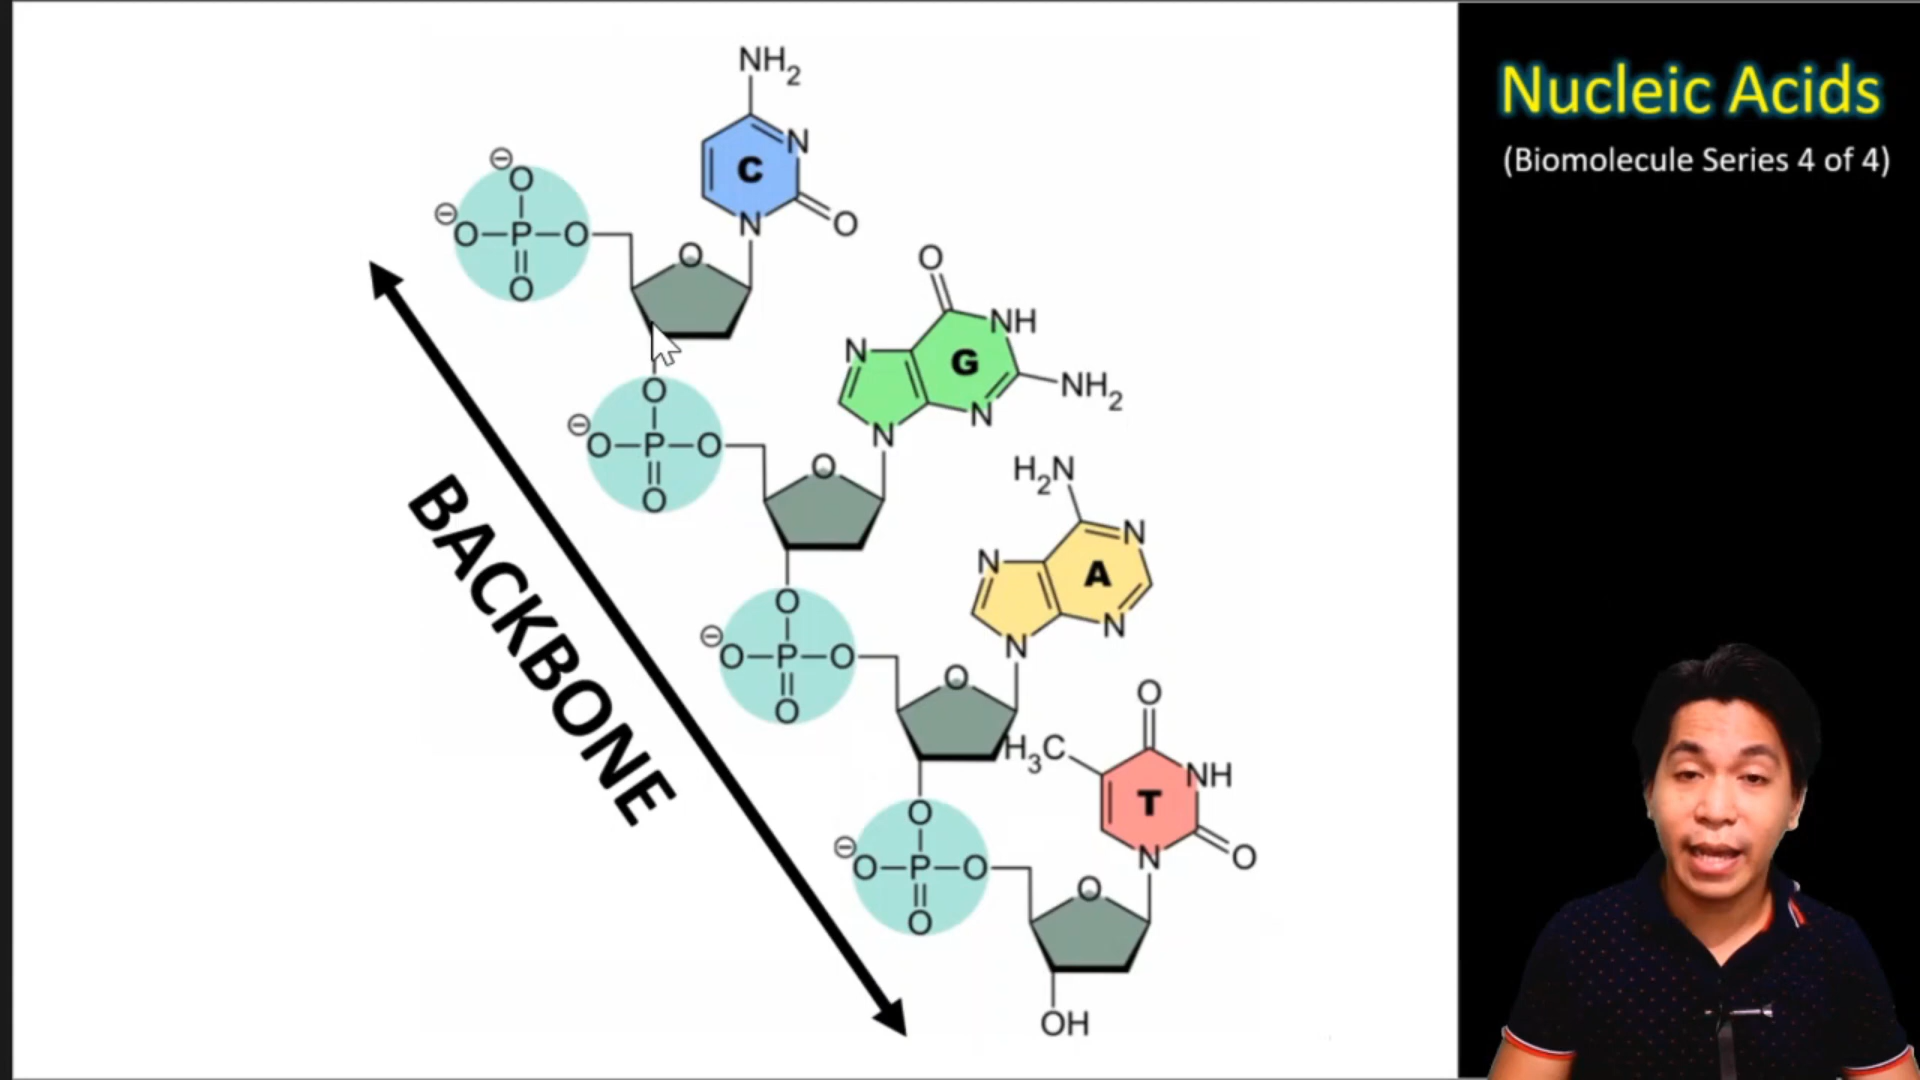 Nucleic Acids
(Biomolecule Series 4 of 4)
BACKBONE
NH2
N
C
N
O
⊖
O
⊖
O–P–O
O
O
O
NH
N
G
NH2
N
N
O
⊖
O–P–O
O
O
H2N
N
N
A
N
N
O
⊖
O–P–O
O
O
O
H3C
NH
T
N
O
O
⊖
O–P–O
O
O
OH